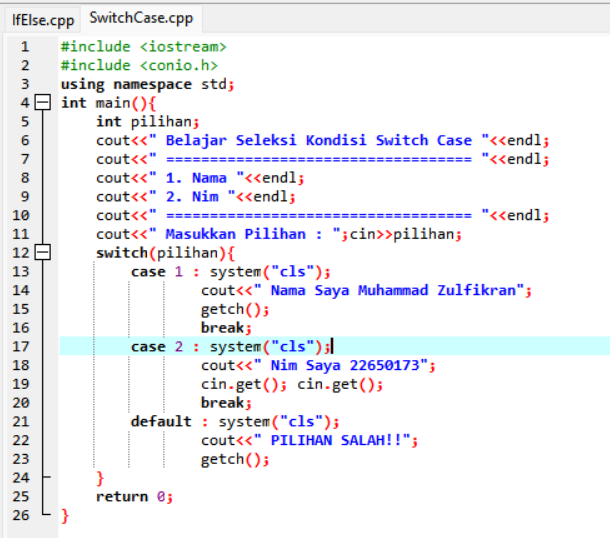 IfElse.cpp SwitchCase.cpp
1 #include <iostream>
2 #include <conio.h>
3 using namespace std;
4 int main(){
5 int pilihan;
6 cout<<" Belajar Seleksi Kondisi Switch Case "<<endl;
7 cout<<" =================================== "<<endl;
8 cout<<" 1. Nama "<<endl;
9 cout<<" 2. Nim "<<endl;
10 cout<<" =================================== "<<endl;
11 cout<<" Masukkan Pilihan : ";cin>>pilihan;
12 switch(pilihan){
13 case 1 : system("cls");
14 cout<<" Nama Saya Muhammad Zulfikran";
15 getch();
16 break;
17 case 2 : system("cls");
18 cout<<" Nim Saya 22650173";
19 cin.get(); cin.get();
20 break;
21 default : system("cls");
22 cout<<" PILIHAN SALAH!!";
23 getch();
24 }
25 return 0;
26 }